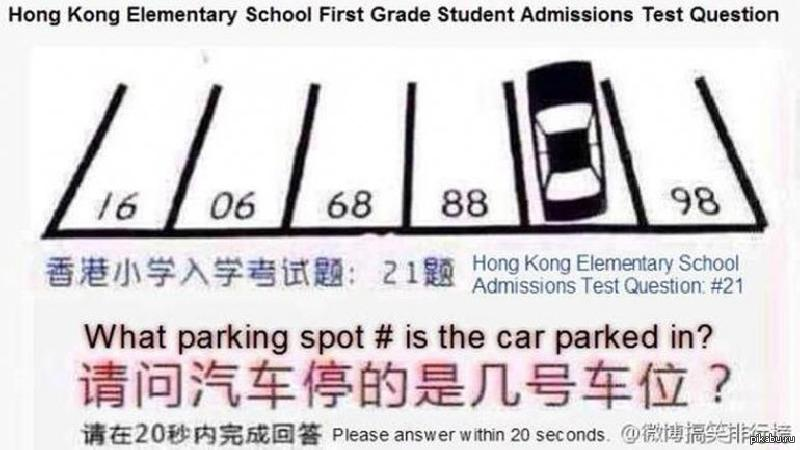 Hong Kong Elementary School First Grade Student Admissions Test Question
16 06 68 88 98
香港小学入学考试题: 21题
Hong Kong Elementary School
Admissions Test Question: #21
What parking spot # is the car parked in?
请问汽车停的是几号车位？
请在20秒内完成回答 Please answer within 20 seconds. @微博搞笑排行榜
pikabu.ru